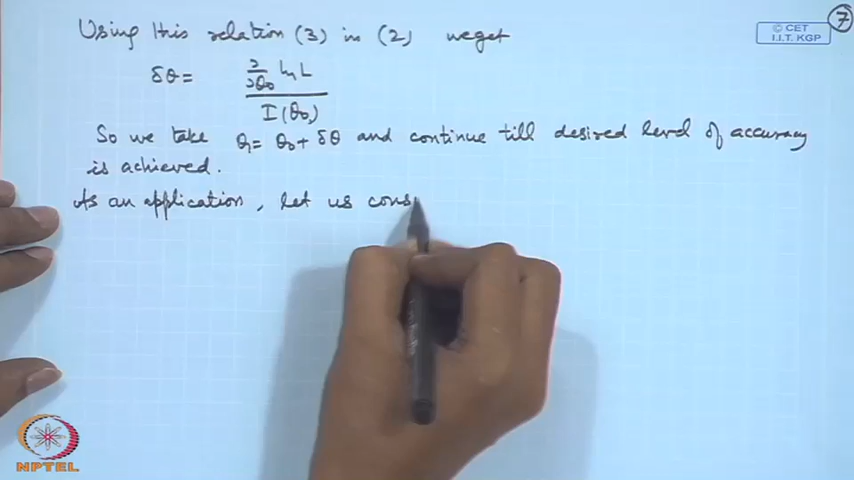 Using this relation (3) in (2) we get
7
© CET
I.I.T. KGP
δθ = ∂/∂θ₀ ln L / I(θ₀)
So we take θ₁ = θ₀ + δθ and continue till desired level of accuracy
is achieved.
As an application, let us cons
NPTEL